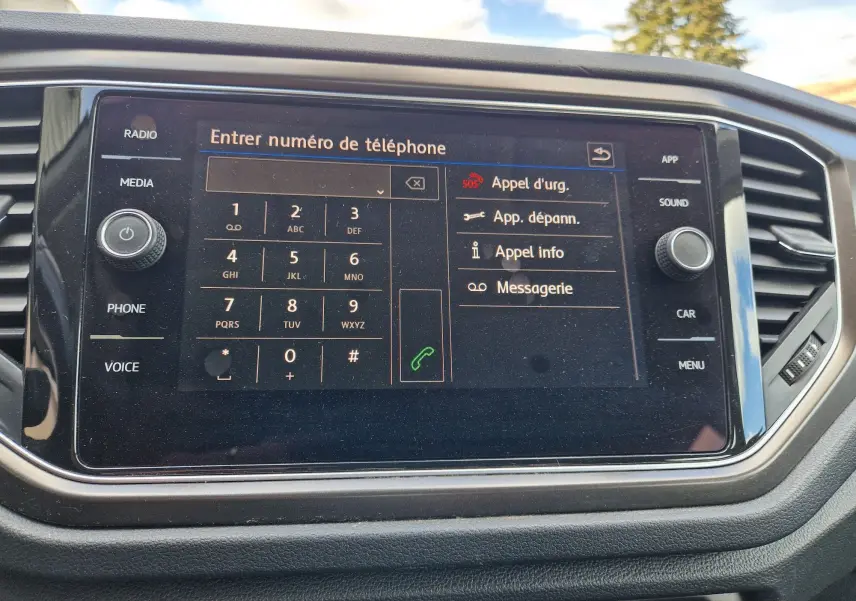 RADIO
MEDIA
PHONE
VOICE
Entrer numéro de téléphone
1
2 ABC
3 DEF
4 GHI
5 JKL
6 MNO
7 PQRS
8 TUV
9 WXYZ
*
0 +
#
SOS Appel d'urg.
App. dépann.
i Appel info
Messagerie
APP
SOUND
CAR
MENU